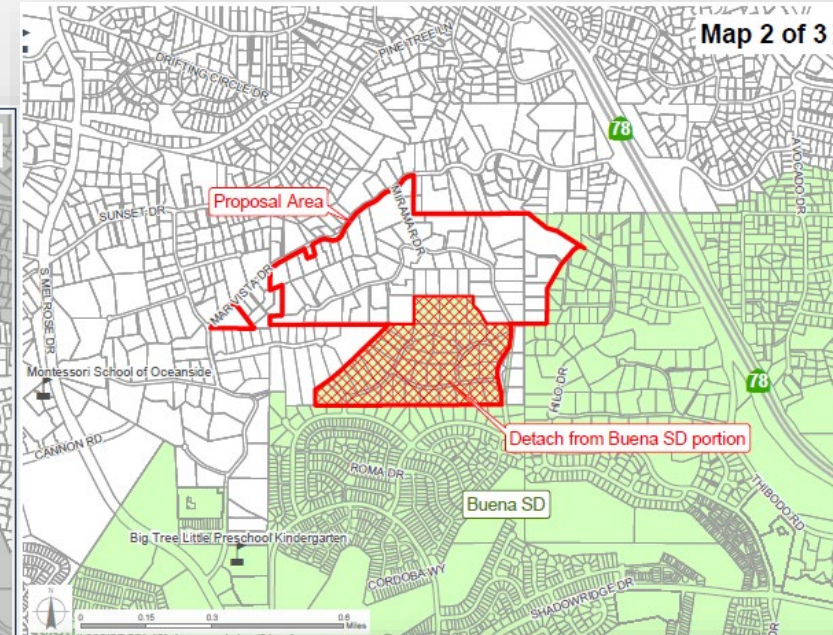 Map 2 of 3
PINE TREE LN
DRIFTING CIRCLE DR
78
AVOCADO DR
Proposal Area
MIRAMAR DR
SUNSET DR
MAR VISTA DR
S MELROSE DR
Montessori School of Oceanside
HILO DR
78
Detach from Buena SD portion
CANNON RD
ROMA DR
Buena SD
THIBODO RD
Big Tree Little Preschool Kindergarten
CORDOBA WY
SHADOWRIDGE DR
N
0 0.15 0.3 0.6
Miles
DR